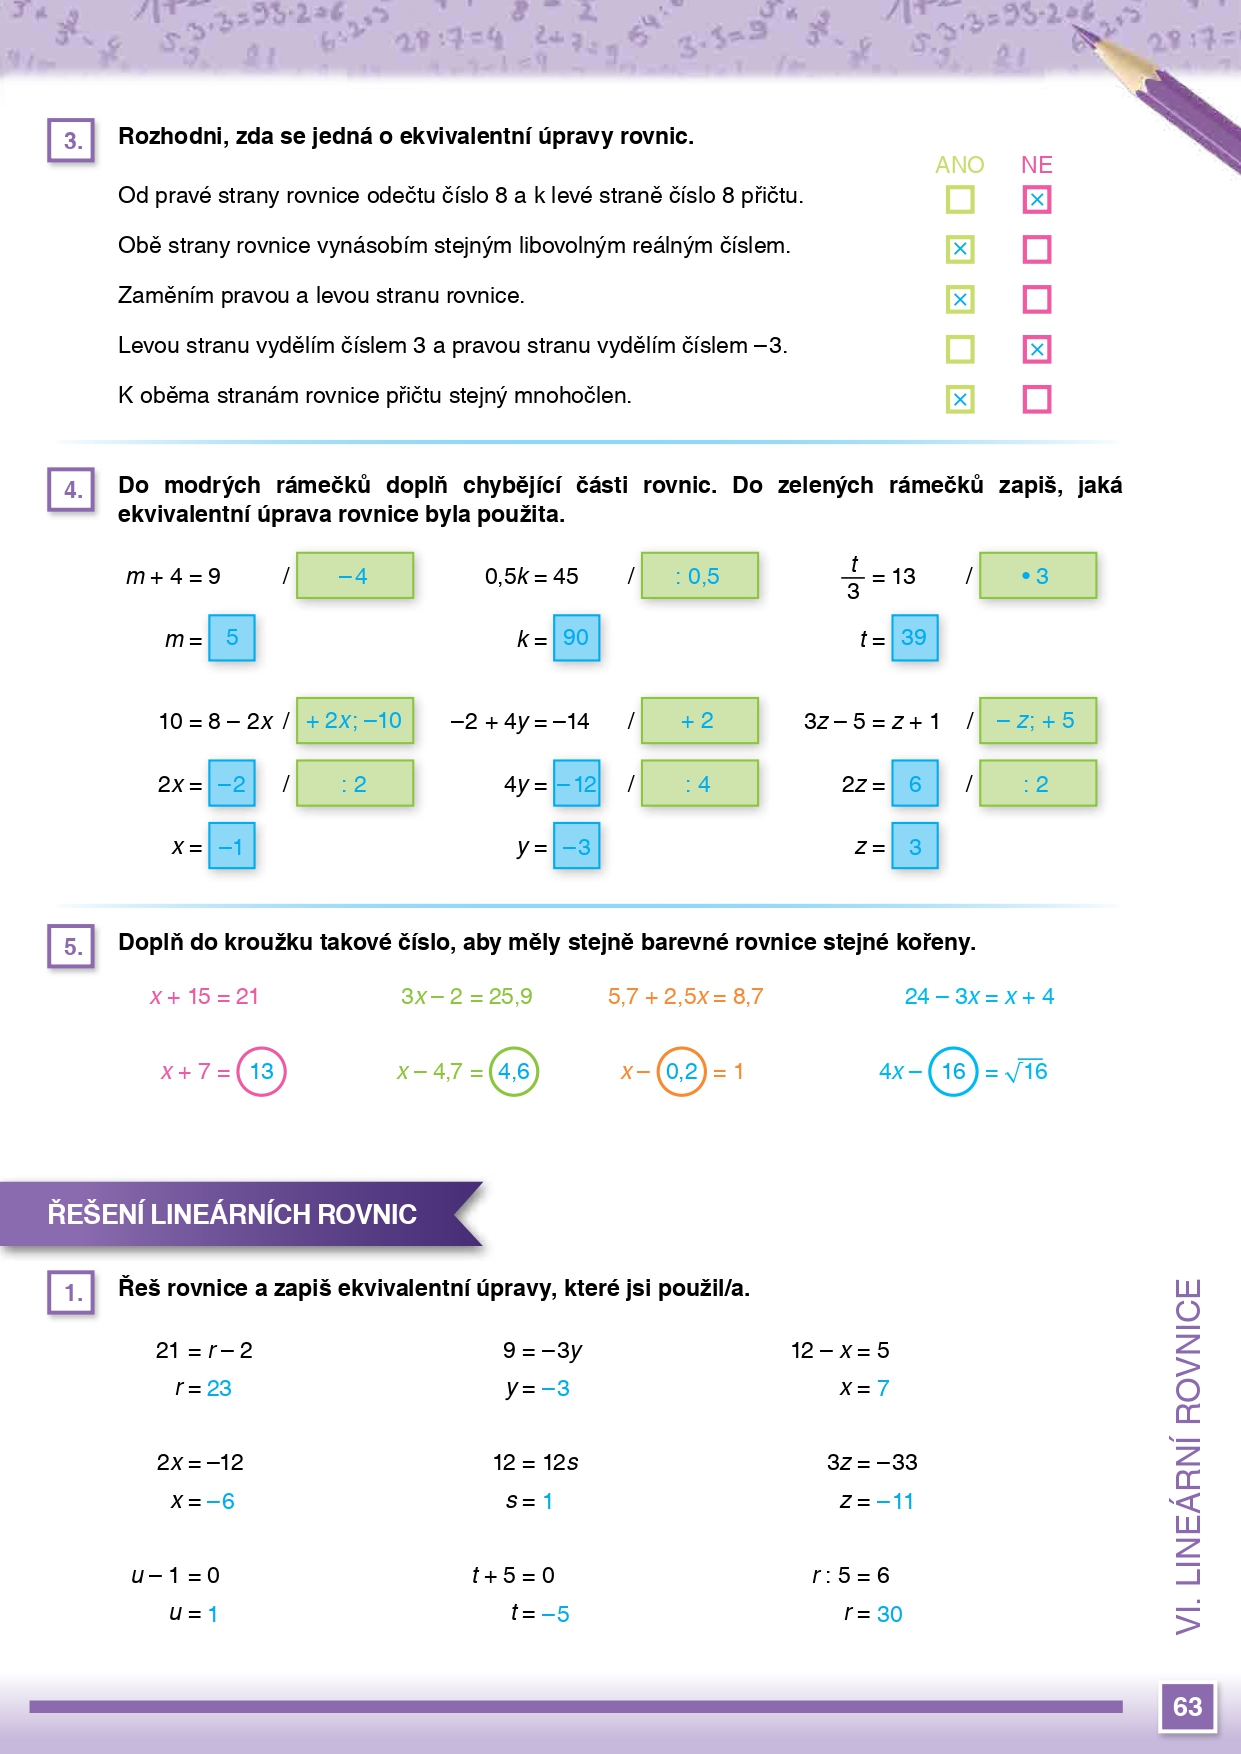 3. Rozhodni, zda se jedná o ekvivalentní úpravy rovnic.
ANO NE
Od pravé strany rovnice odečtu číslo 8 a k levé straně číslo 8 přičtu. ☐ ☒
Obě strany rovnice vynásobím stejným libovolným reálným číslem. ☒ ☐
Zaměním pravou a levou stranu rovnice. ☒ ☐
Levou stranu vydělím číslem 3 a pravou stranu vydělím číslem –3. ☐ ☒
K oběma stranám rovnice přičtu stejný mnohočlen. ☒ ☐
4. Do modrých rámečků doplň chybějící části rovnic. Do zelených rámečků zapiš, jaká
ekvivalentní úprava rovnice byla použita.
m + 4 = 9 / –4 0,5k = 45 / : 0,5 t/3 = 13 / • 3
m = 5 k = 90 t = 39
10 = 8 – 2x / + 2x; –10 –2 + 4y = –14 / + 2 3z – 5 = z + 1 / – z; + 5
2x = –2 / : 2 4y = –12 / : 4 2z = 6 / : 2
x = –1 y = –3 z = 3
5. Doplň do kroužku takové číslo, aby měly stejně barevné rovnice stejné kořeny.
x + 15 = 21 3x – 2 = 25,9 5,7 + 2,5x = 8,7 24 – 3x = x + 4
x + 7 = 13 x – 4,7 = 4,6 x – 0,2 = 1 4x – 16 = √16
ŘEŠENÍ LINEÁRNÍCH ROVNIC
1. Řeš rovnice a zapiš ekvivalentní úpravy, které jsi použil/a.
21 = r – 2 9 = –3y 12 – x = 5
r = 23 y = –3 x = 7
2x = –12 12 = 12s 3z = –33
x = –6 s = 1 z = –11
u – 1 = 0 t + 5 = 0 r : 5 = 6
u = 1 t = –5 r = 30
VI. LINEÁRNÍ ROVNICE
63